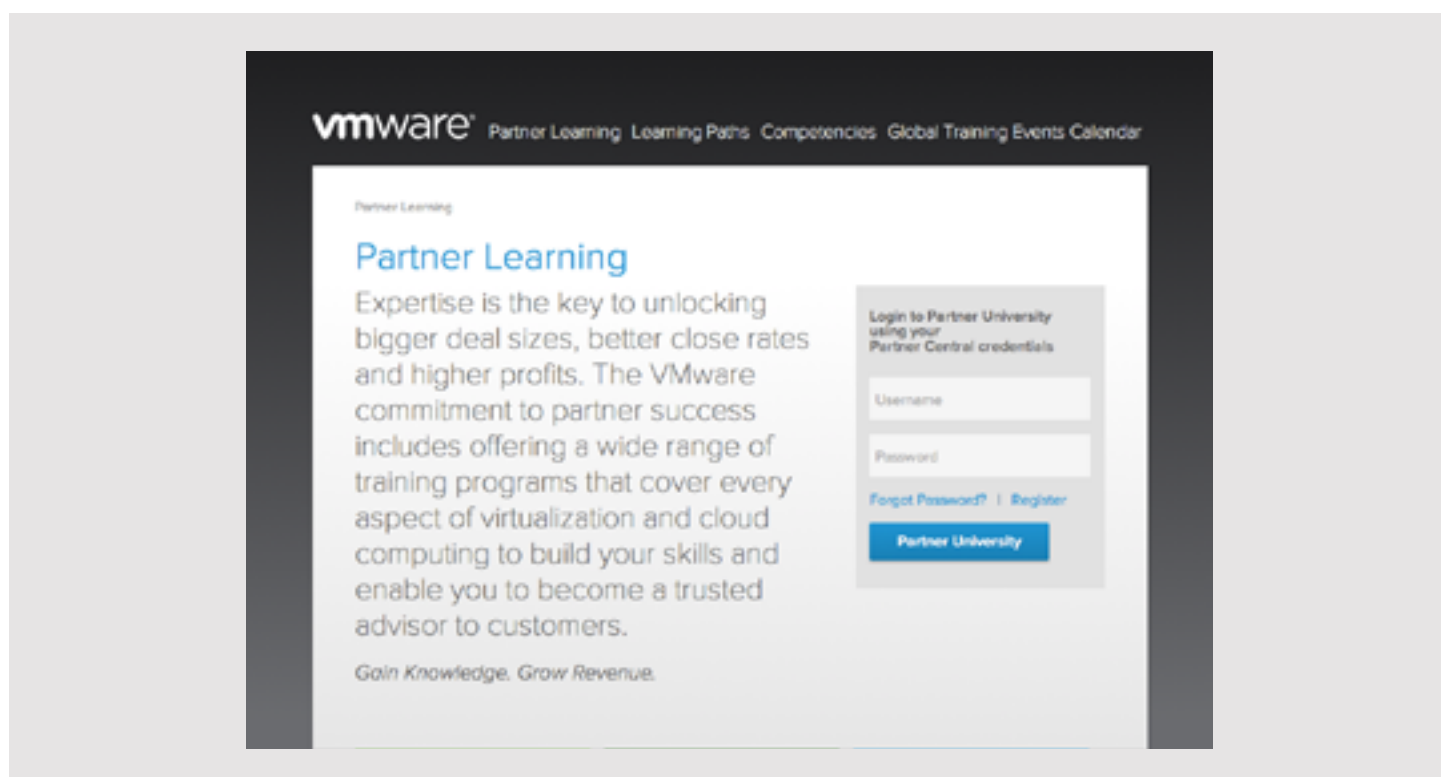 vmware Partner Learning Learning Paths Competencies Global Training Events Calendar
Partner Learning
Partner Learning
Expertise is the key to unlocking
bigger deal sizes, better close rates
and higher profits. The VMware
commitment to partner success
includes offering a wide range of
training programs that cover every
aspect of virtualization and cloud
computing to build your skills and
enable you to become a trusted
advisor to customers.
Gain Knowledge. Grow Revenue.
Login to Partner University
using your
Partner Central credentials
Username
Password
Forgot Password? | Register
Partner University